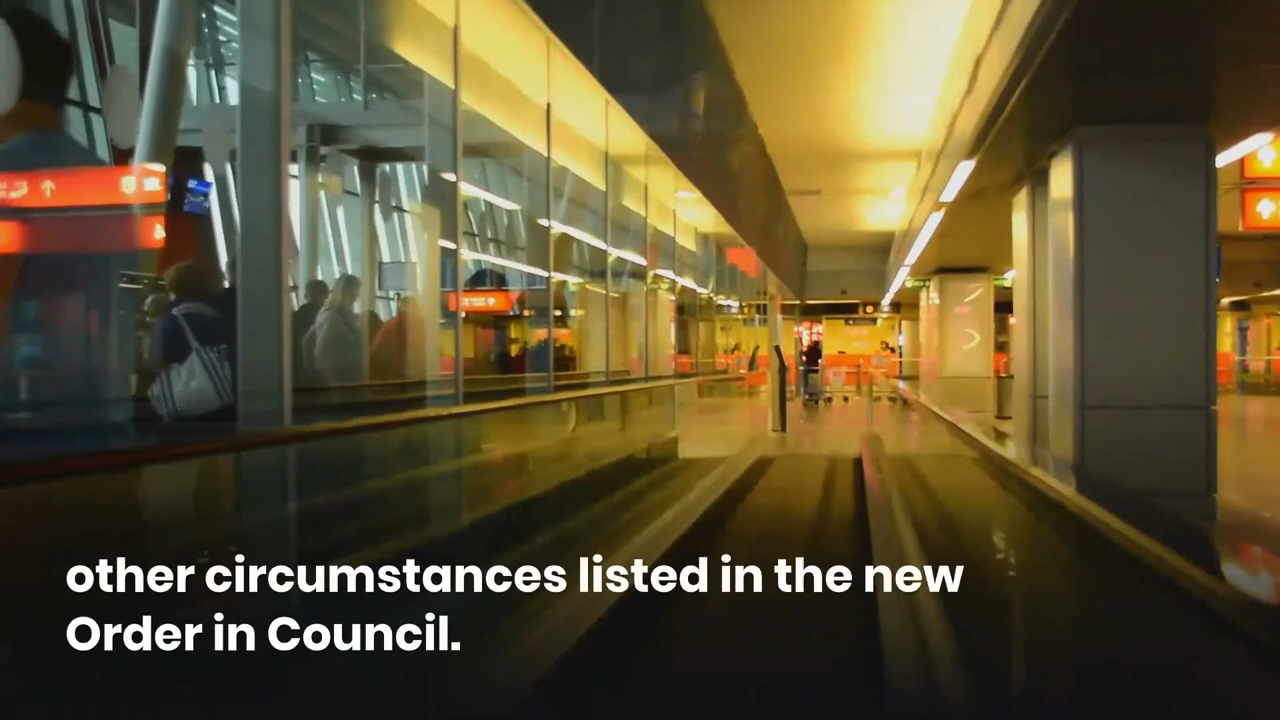 other circumstances listed in the new
Order in Council.